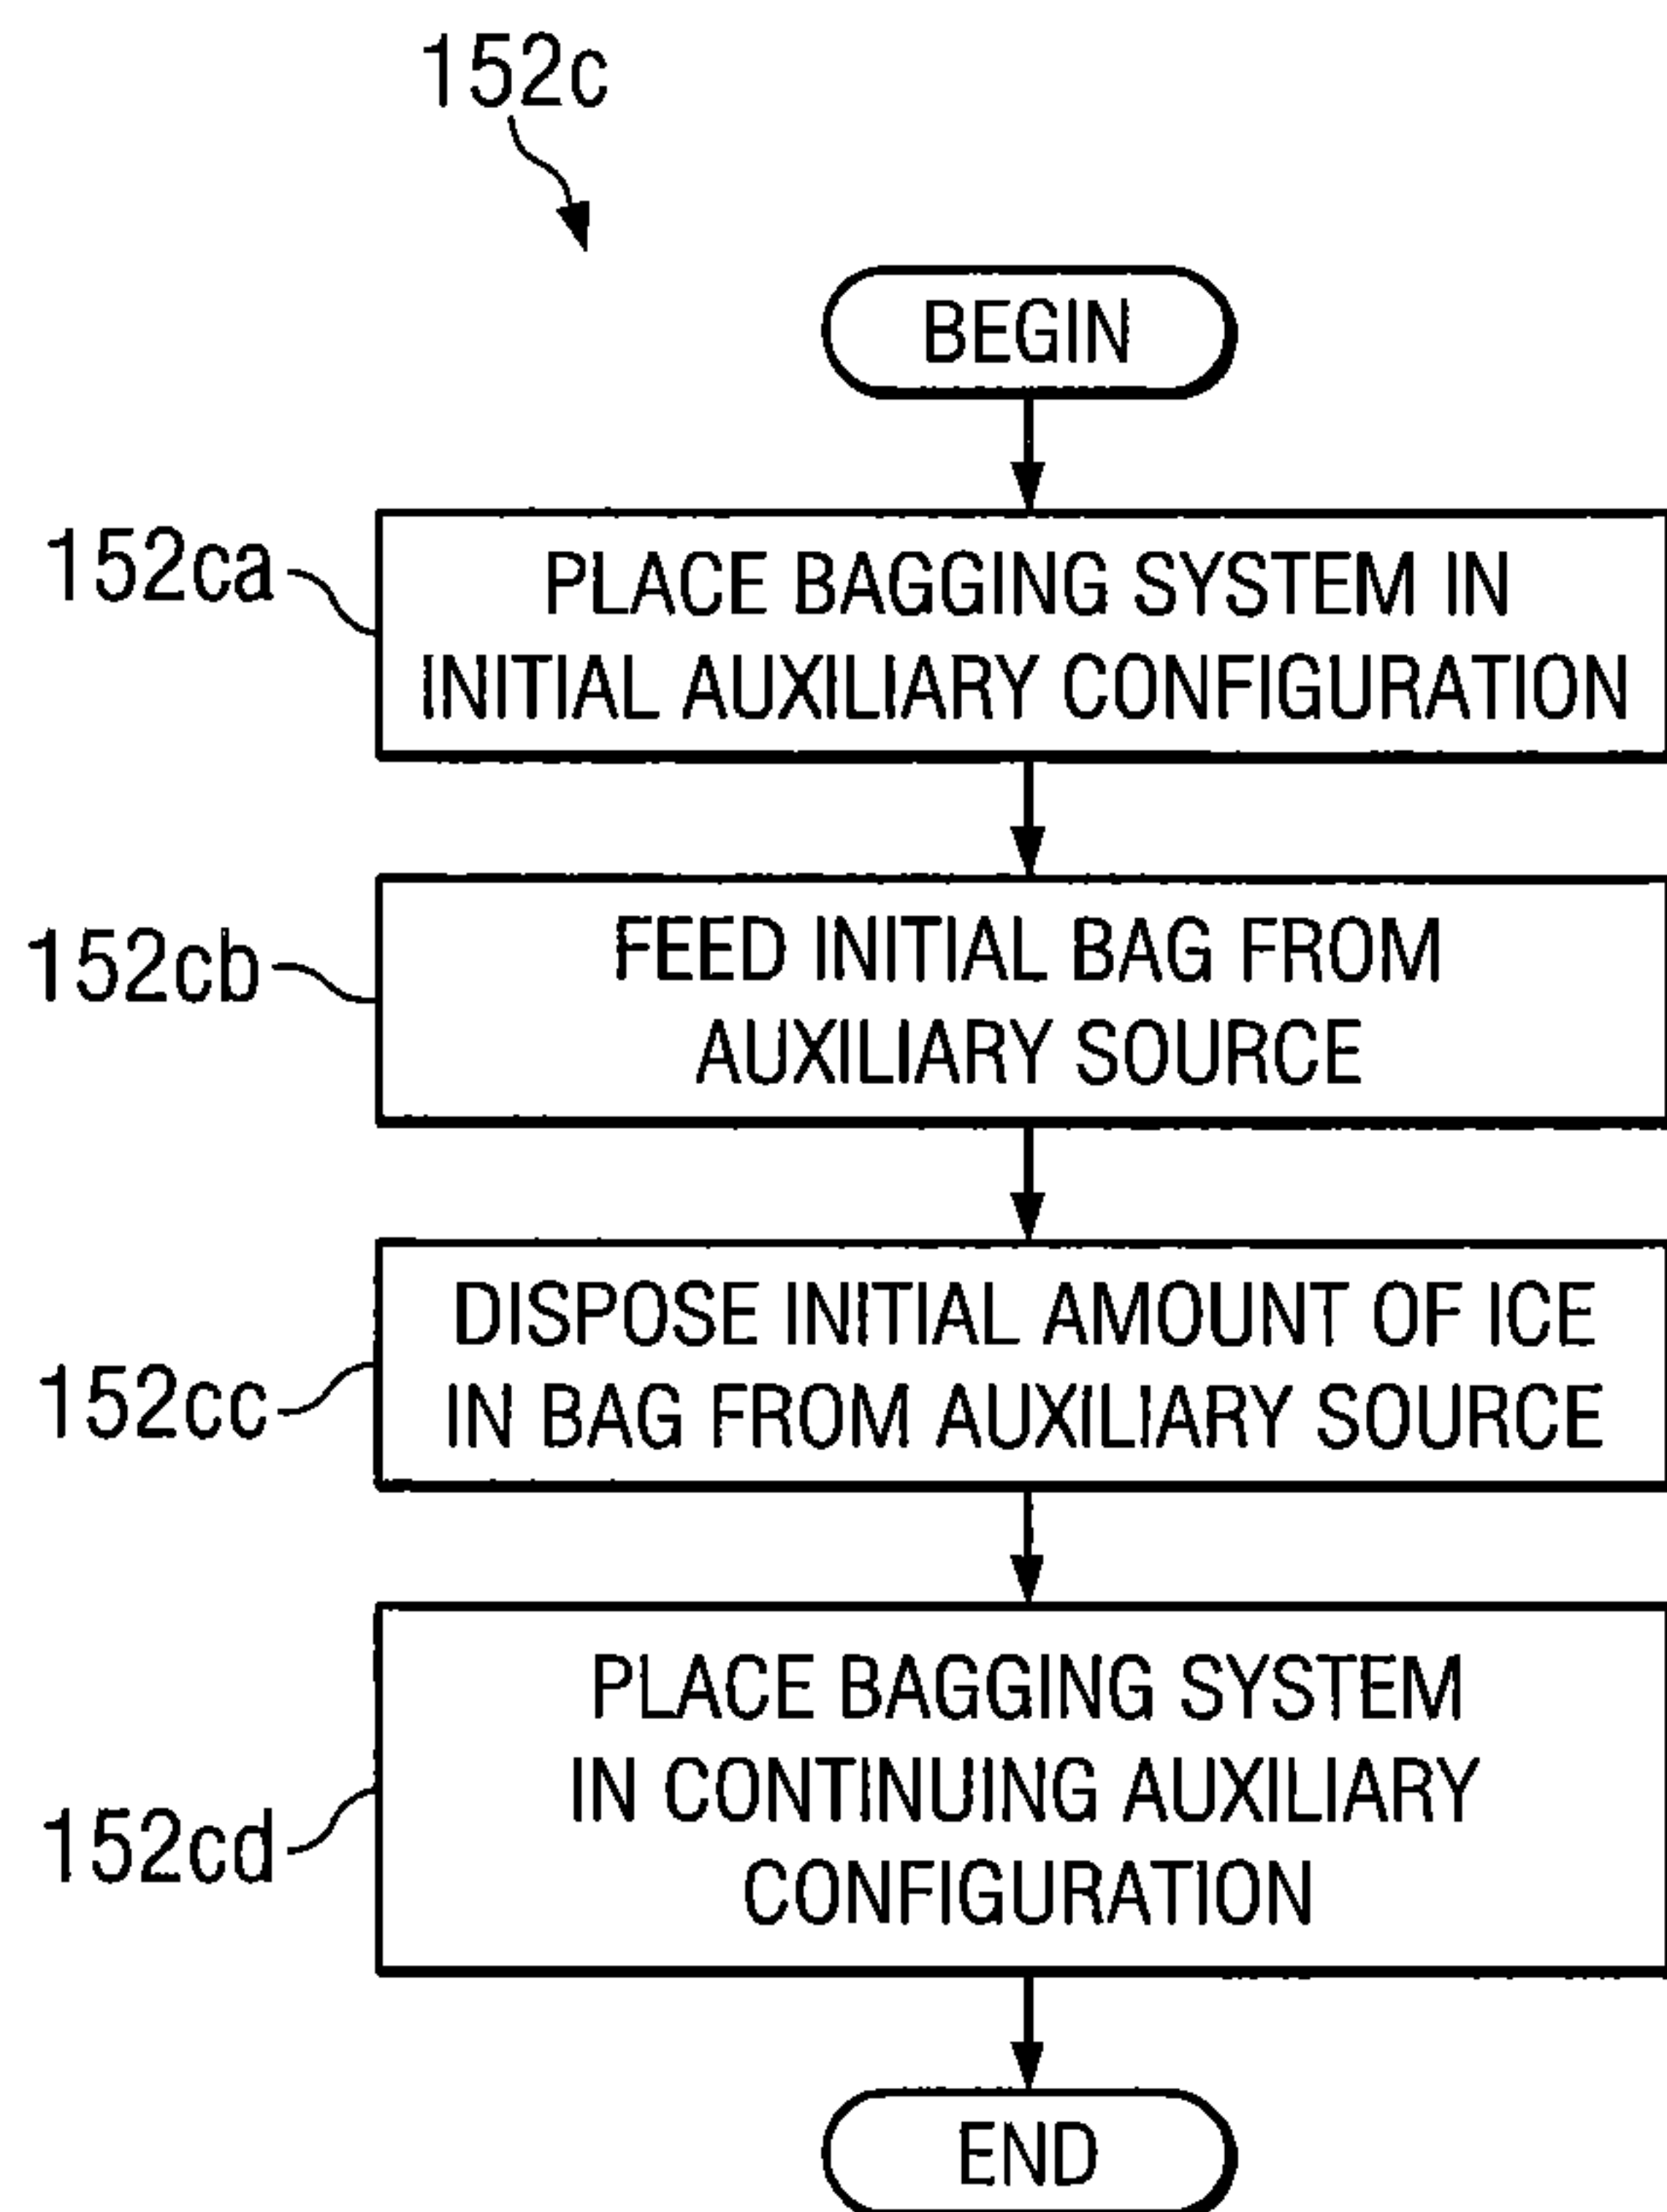 152c
BEGIN
152ca
PLACE BAGGING SYSTEM IN
INITIAL AUXILIARY CONFIGURATION
152cb
FEED INITIAL BAG FROM
AUXILIARY SOURCE
152cc
DISPOSE INITIAL AMOUNT OF ICE
IN BAG FROM AUXILIARY SOURCE
152cd
PLACE BAGGING SYSTEM
IN CONTINUING AUXILIARY
CONFIGURATION
END